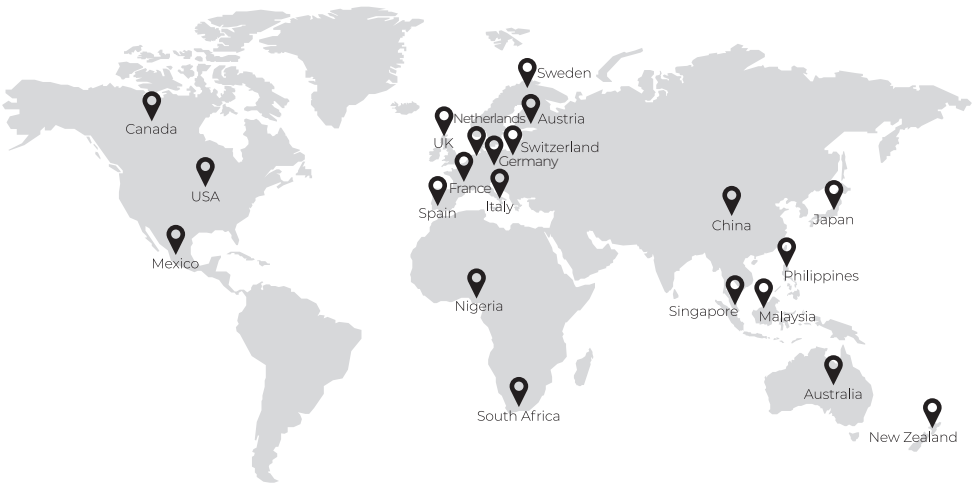 Sweden
Canada
Netherlands
Austria
UK
Switzerland
Germany
USA
France
Italy
Spain
China
Japan
Mexico
Philippines
Nigeria
Singapore
Malaysia
Australia
South Africa
New Zealand